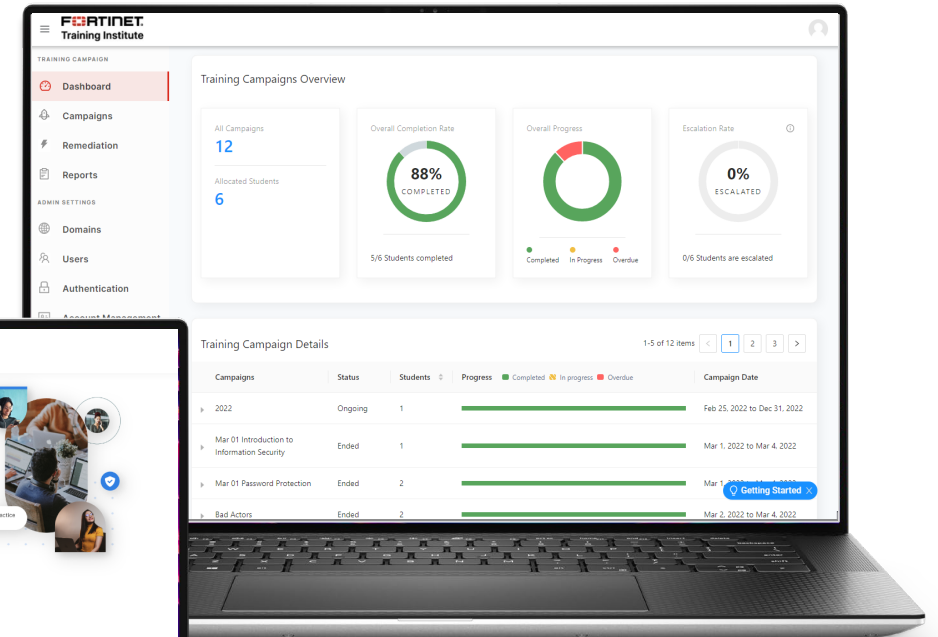 FORTINET
Training Institute
TRAINING CAMPAIGN
Dashboard
Campaigns
Remediation
Reports
ADMIN SETTINGS
Domains
Users
Authentication
Account Management
Training Campaigns Overview
All Campaigns
12
Allocated Students
6
Overall Completion Rate
88%
COMPLETED
5/6 Students completed
Overall Progress
Completed In Progress Overdue
Escalation Rate
0%
ESCALATED
0/6 Students are escalated
Training Campaign Details
1-5 of 12 items < 1 2 3 >
Campaigns Status Students Progress Completed In progress Overdue Campaign Date
2022 Ongoing 1 Feb 25, 2022 to Dec 31, 2022
Mar 01 Introduction to
Information Security Ended 1 Mar 1, 2022 to Mar 4, 2022
Mar 01 Password Protection Ended 2 Mar 1,
Getting Started X
Bad Actors Ended 2 Mar 2, 2022 to Mar 4, 2022